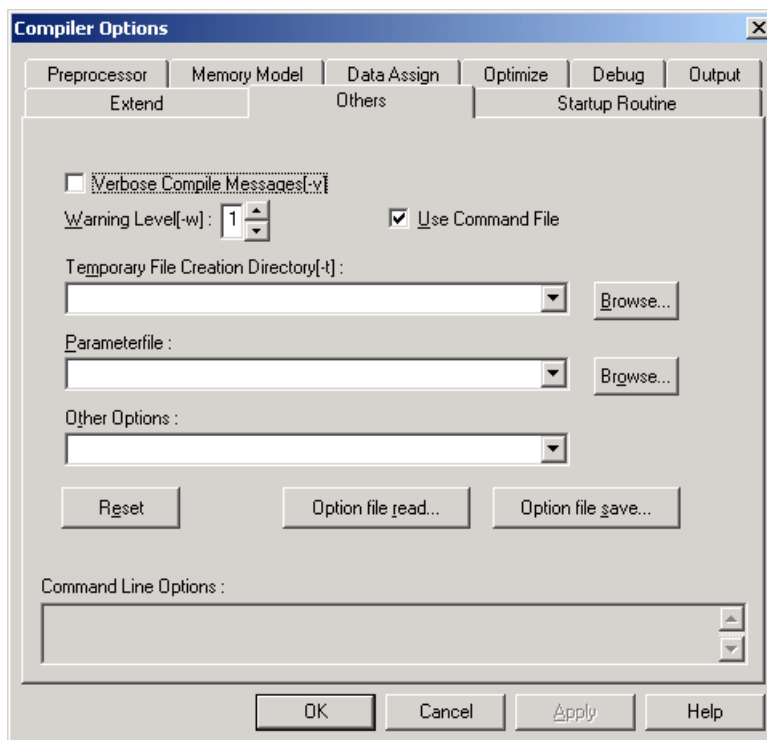 Compiler Options
Preprocessor Memory Model Data Assign Optimize Debug Output
Extend Others Startup Routine
Verbose Compile Messages[-v]
Warning Level[-w] : 1 Use Command File
Temporary File Creation Directory[-t] :
Browse...
Parameterfile :
Browse...
Other Options :
Reset Option file read... Option file save...
Command Line Options :
OK Cancel Apply Help